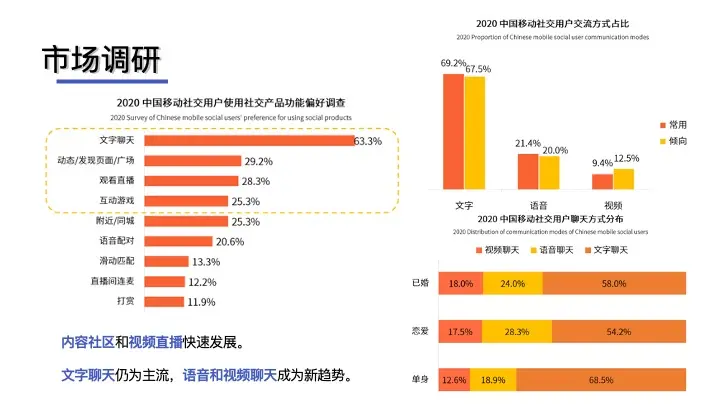 市场调研
2020 中国移动社交用户使用社交产品功能偏好调查
2020 Survey of Chinese mobile social users' preference for using social products
文字聊天 63.3%
动态/发现页面/广场 29.2%
观看直播 28.3%
互动游戏 25.3%
附近/同城 25.3%
语音配对 20.6%
滑动匹配 13.3%
直播间连麦 12.2%
打赏 11.9%
内容社区和视频直播快速发展。
文字聊天仍为主流，语音和视频聊天成为新趋势。
2020 中国移动社交用户交流方式占比
2020 Proportion of Chinese mobile social user communication modes
69.2% 67.5%
21.4% 20.0%
9.4% 12.5%
常用
倾向
文字 语音 视频
2020 中国移动社交用户聊天方式分布
2020 Distribution of communication modes of Chinese mobile social users
视频聊天 语音聊天 文字聊天
已婚 18.0% 24.0% 58.0%
恋爱 17.5% 28.3% 54.2%
单身 12.6% 18.9% 68.5%